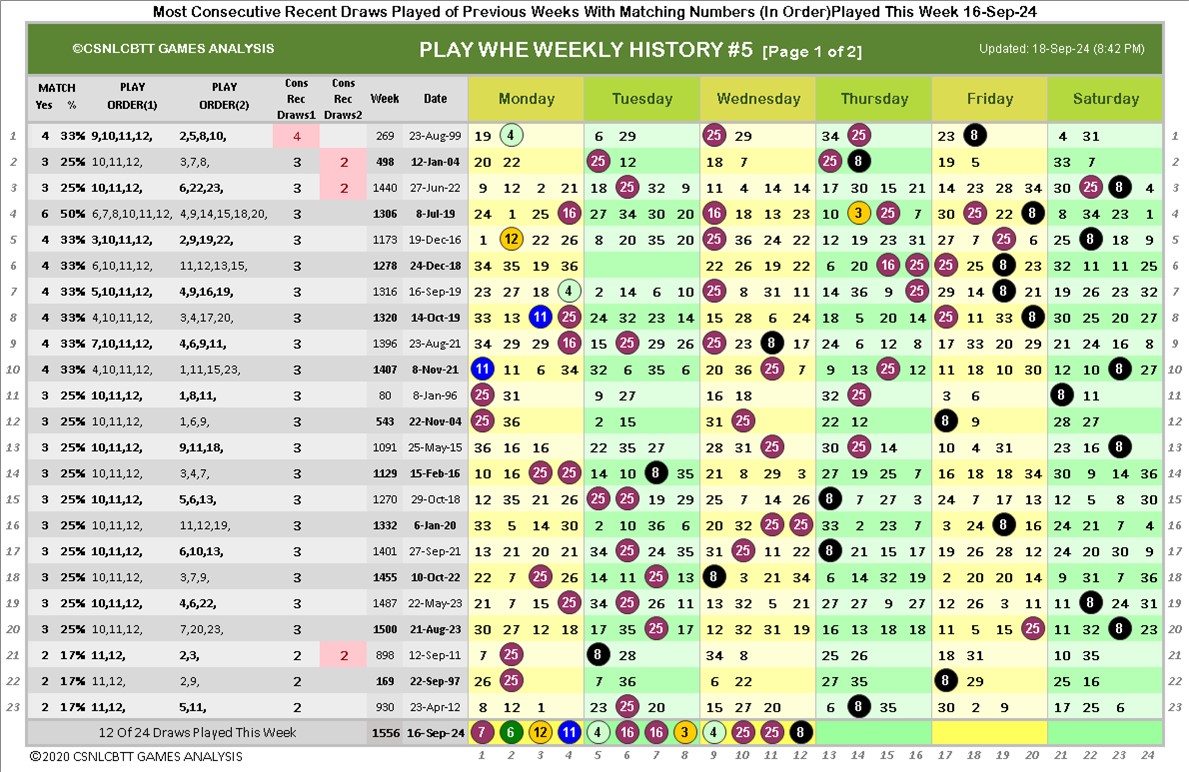 Most Consecutive Recent Draws Played of Previous Weeks With Matching Numbers (In Order)Played This Week 16-Sep-24
©CSNLCBTT GAMES ANALYSIS PLAY WHE WEEKLY HISTORY #5 [Page 1 of 2] Updated: 18-Sep-24 (8:42 PM)
MATCH Yes % PLAY ORDER(1) PLAY ORDER(2) Cons Rec Draws1 Cons Rec Draws2 Week Date Monday Tuesday Wednesday Thursday Friday Saturday
1 4 33% 9,10,11,12, 2,5,8,10, 4 269 23-Aug-99 19 4 6 29 25 29 34 25 23 8 4 31 1
2 3 25% 10,11,12, 3,7,8, 3 2 498 12-Jan-04 20 22 25 12 18 7 25 8 19 5 33 7 2
3 3 25% 10,11,12, 6,22,23, 3 2 1440 27-Jun-22 9 12 2 21 18 25 32 9 11 4 14 14 17 30 15 21 14 23 28 34 30 25 8 4 3
4 6 50% 6,7,8,10,11,12, 4,9,14,15,18,20, 3 1306 8-Jul-19 24 1 25 16 27 34 30 20 16 18 13 23 10 3 25 7 30 25 22 8 8 34 23 1 4
5 4 33% 3,10,11,12, 2,9,19,22, 3 1173 19-Dec-16 1 12 22 26 8 20 35 20 25 36 24 22 12 19 23 31 27 7 25 6 25 8 18 9 5
6 4 33% 6,10,11,12, 11,12,13,15, 3 1278 24-Dec-18 34 35 19 36 22 26 19 22 6 20 16 25 25 25 8 23 32 11 11 25 6
7 4 33% 5,10,11,12, 4,9,16,19, 3 1316 16-Sep-19 23 27 18 4 2 14 6 10 25 8 31 11 14 36 9 25 29 14 8 21 19 26 23 32 7
8 4 33% 4,10,11,12, 3,4,17,20, 3 1320 14-Oct-19 33 13 11 25 24 32 23 14 15 28 6 24 18 5 20 14 25 11 33 8 30 25 20 27 8
9 4 33% 7,10,11,12, 4,6,9,11, 3 1396 23-Aug-21 34 29 29 16 15 25 29 26 25 23 8 17 24 6 12 8 17 33 20 29 21 24 16 8 9
10 4 33% 4,10,11,12, 1,11,15,23, 3 1407 8-Nov-21 11 11 6 34 32 6 35 6 20 36 25 7 9 13 25 12 11 18 10 30 12 10 8 27 10
11 3 25% 10,11,12, 1,8,11, 3 80 8-Jan-96 25 31 9 27 16 18 32 25 3 6 8 11 11
12 25% 10,11,12, 1,6,9, 3 543 22-Nov-04 25 36 2 15 31 25 22 12 8 9 28 27 12
13 3 25% 10,11,12, 9,11,18, 3 1091 25-May-15 36 16 16 22 35 27 28 31 25 30 25 14 10 4 31 23 16 8 13
14 3 25% 10,11,12, 3,4,7, 3 1129 15-Feb-16 10 16 25 25 14 10 8 35 21 8 29 3 27 19 25 7 16 18 18 34 30 9 14 36 14
15 3 25% 10,11,12, 5,6,13, 3 1270 29-Oct-18 12 35 21 26 25 25 19 29 25 7 14 26 8 7 27 3 24 7 17 13 12 5 8 30 15
16 3 25% 10,11,12, 11,12,19, 3 1332 6-Jan-20 33 5 14 30 2 10 36 6 20 32 25 12 33 2 23 7 3 24 8 16 24 21 7 4 16
17 25% 10,11,12, 6,10,13, 3 1401 27-Sep-21 13 21 20 21 34 25 24 35 31 25 11 22 8 21 15 17 19 26 28 12 24 20 30 9 17
18 3 25% 10,11,12, 3,7,9, 3 1455 10-Oct-22 22 7 25 26 14 11 25 13 8 3 21 34 6 14 32 19 2 20 20 14 9 31 7 36 18
19 3 25% 10,11,12, 4,6,22, 3 1487 22-May-23 21 7 15 25 34 25 26 11 13 32 5 21 27 27 9 27 12 26 3 11 11 8 24 31 19
20 3 25% 10,11,12, 7,20,23, 3 1500 21-Aug-23 30 27 12 18 17 35 25 17 12 32 31 19 16 13 18 18 11 5 15 25 11 32 8 23 20
21 2 17% 11,12, 2,3, 2 2 898 12-Sep-11 7 25 8 28 34 8 25 26 18 31 10 35 21
22 2 17% 11,12, 2,9, 2 169 22-Sep-97 26 25 7 36 6 22 27 35 8 29 25 16 22
23 2 17% 11,12, 5,11, 2 930 23-Apr-12 8 12 1 23 25 20 15 27 20 6 8 35 30 2 9 17 25 6 23
12 Of 24 Draws Played This Week 1556 16-Sep-24 7 6 12 11 4 16 16 3 4 25 25 8
©2020 CSNLCBTT GAMES ANALYSIS 1 2 3 4 5 6 7 8 9 10 11 12 13 14 15 16 17 18 19 20 21 22 23 24